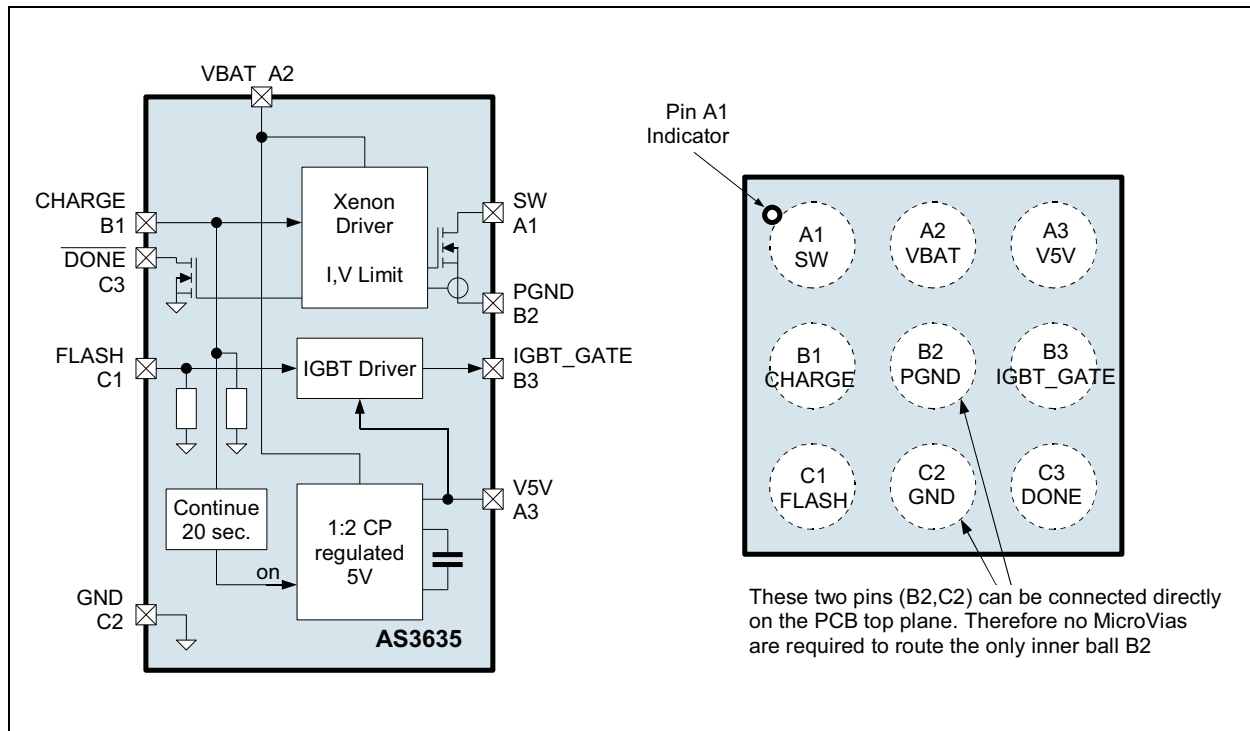 VBAT A2
CHARGE
B1
DONE
C3
FLASH
C1
GND
C2
Xenon
Driver
I,V Limit
IGBT Driver
Continue
20 sec.
on
1:2 CP
regulated
5V
SW
A1
PGND
B2
IGBT_GATE
B3
V5V
A3
AS3635
Pin A1
Indicator
A1
SW
A2
VBAT
A3
V5V
B1
CHARGE
B2
PGND
B3
IGBT_GATE
C1
FLASH
C2
GND
C3
DONE
These two pins (B2,C2) can be connected directly
on the PCB top plane. Therefore no MicroVias
are required to route the only inner ball B2